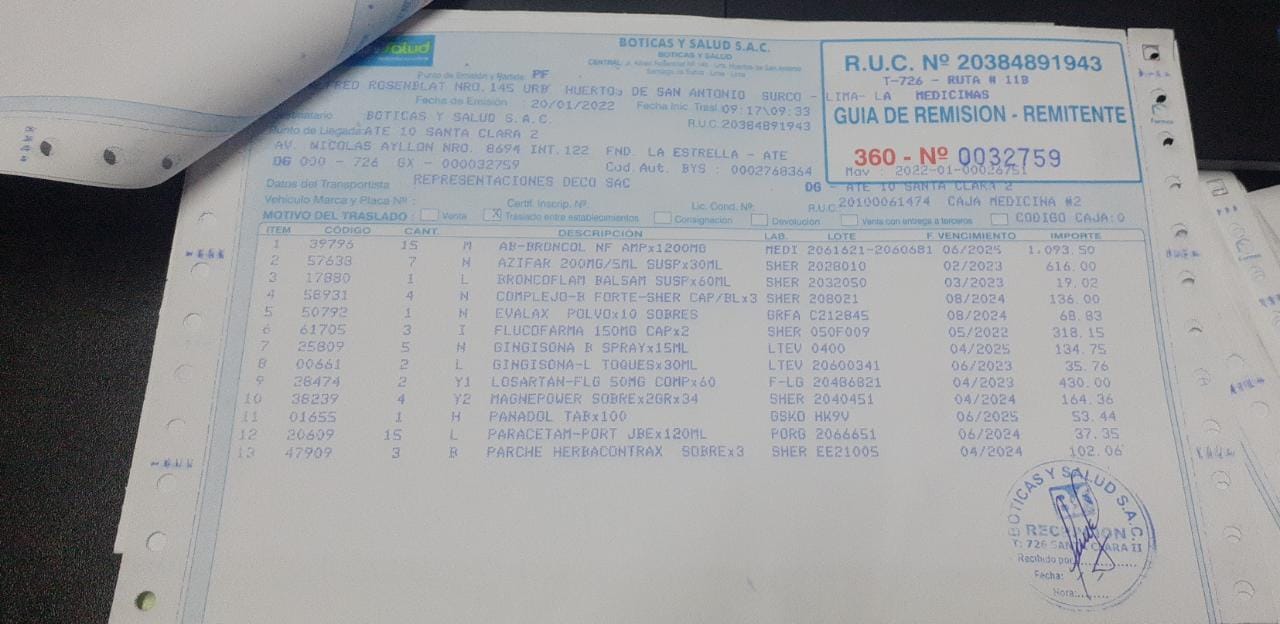 Salud
BOTICAS Y SALUD S.A.C.
BOTICAS Y SALUD
R.U.C. Nº 20384891943
T-726 - RUTA # 11B
Punto de Emisión y Partida: PF
ROSENBLAT NRO.145 URB HUERTOS DE SAN ANTONIO SURCO - LIMA- LA MEDICINAS
Fecha de Emisión : 20/01/2022 Fecha Inic. Trasl 09:17\09:33
GUIA DE REMISION - REMITENTE
BOTICAS Y SALUD S.A.C. R.U.C.20384891943
Punto de Llegada: ATE 10 SANTA CLARA 2
AV. NICOLAS AYLLON NRO. 8694 INT.122 FND. LA ESTRELLA - ATE
360 - Nº 0032759
DG 000 - 726 GX - 000032759 Cod.Aut. BYS : 0002768364
Mov : 2022-01-00026751
Datos del Transportista REPRESENTACIONES DECO SAC
DG - ATE 10 SANTA CLARA 2
Vehículo Marca y Placa Nº : Certif. Inscrip. Nº: Lic. Cond. Nº: R.U.C. 20100061474 CAJA MEDICINA #2
MOTIVO DEL TRASLADO : Venta X Traslado entre establecimientos Consignación Devolución Venta con entrega a terceros CODIGO CAJA:0
ITEM CÓDIGO CANT. DESCRIPCIÓN LAB. LOTE F. VENCIMIENTO IMPORTE
1 39796 15 M AB-BRONCOL NF AMPx1200MG MEDI 2061621-2060681 06/2025 1.093.50
2 57638 7 N AZIFAR 200MG/5ML SUSPx30ML SHER 2028010 02/2023 616.00
3 17880 1 L BRONCOFLAM BALSAM SUSPx60ML SHER 2032050 03/2023 19.02
4 58931 4 N COMPLEJO-B FORTE-SHER CAP/BLx3 SHER 208021 08/2024 136.00
5 50792 1 N EVALAX POLVOx10 SOBRES GRFA C212845 08/2024 68.83
6 61705 3 I FLUCOFARMA 150MG CAPx2 SHER 050F009 05/2022 318.15
7 25809 5 N GINGISONA B SPRAYx15ML LTEV 0400 04/2025 134.75
8 00661 2 L GINGISONA-L TOQUESx30ML LTEV 20600341 06/2023 35.76
9 28474 2 Y1 LOSARTAN-FLG 50MG COMPx60 F-LG 20486821 04/2023 430.00
10 38239 4 Y2 MAGNEPOWER SOBREx2GRx34 SHER 2040451 04/2024 164.36
11 01655 1 H PANADOL TABx100 GSKO HK9V 06/2025 53.44
12 20609 15 L PARACETAM-PORT JBEx120ML PORG 2066651 06/2024 37.35
13 47909 3 B PARCHE HERBACONTRAX SOBREx3 SHER EE21005 04/2024 102.06
BOTICAS Y SALUD S.A.C.
RECEPCION
T: 726 SANTA CLARA II
Recibido por
Fecha:
Hora: